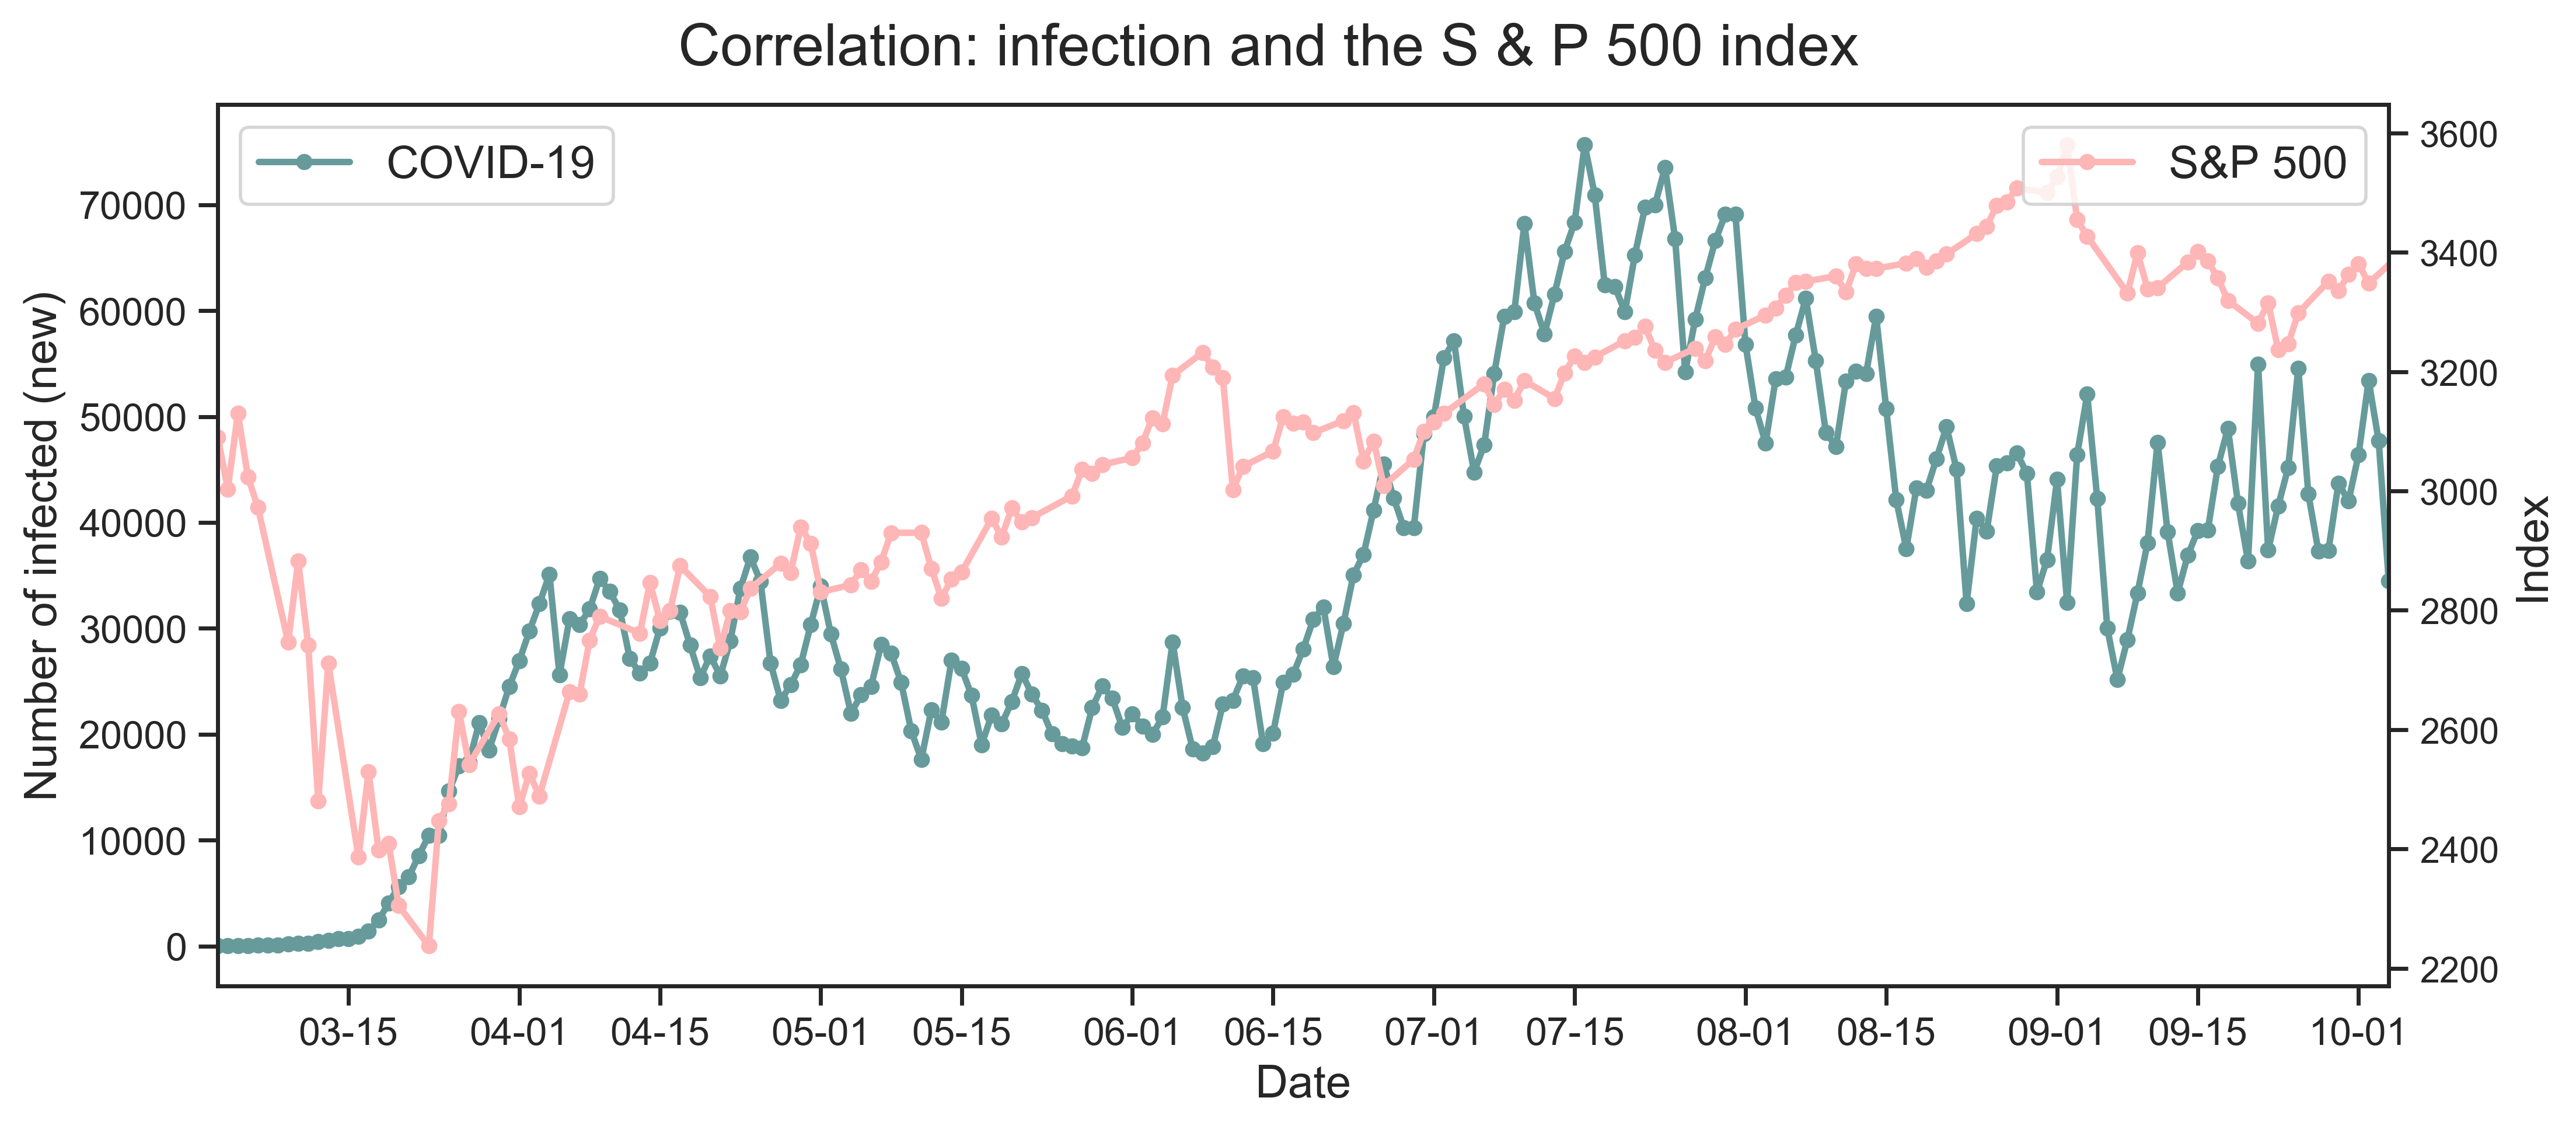 Correlation: infection and the S & P 500 index
COVID-19
S&P 500
Number of infected (new)
70000
60000
50000
40000
30000
20000
10000
0
3600
3400
3200
3000
2800
2600
2400
2200
Index
03-15 04-01 04-15 05-01 05-15 06-01 06-15 07-01 07-15 08-01 08-15 09-01 09-15 10-01
Date